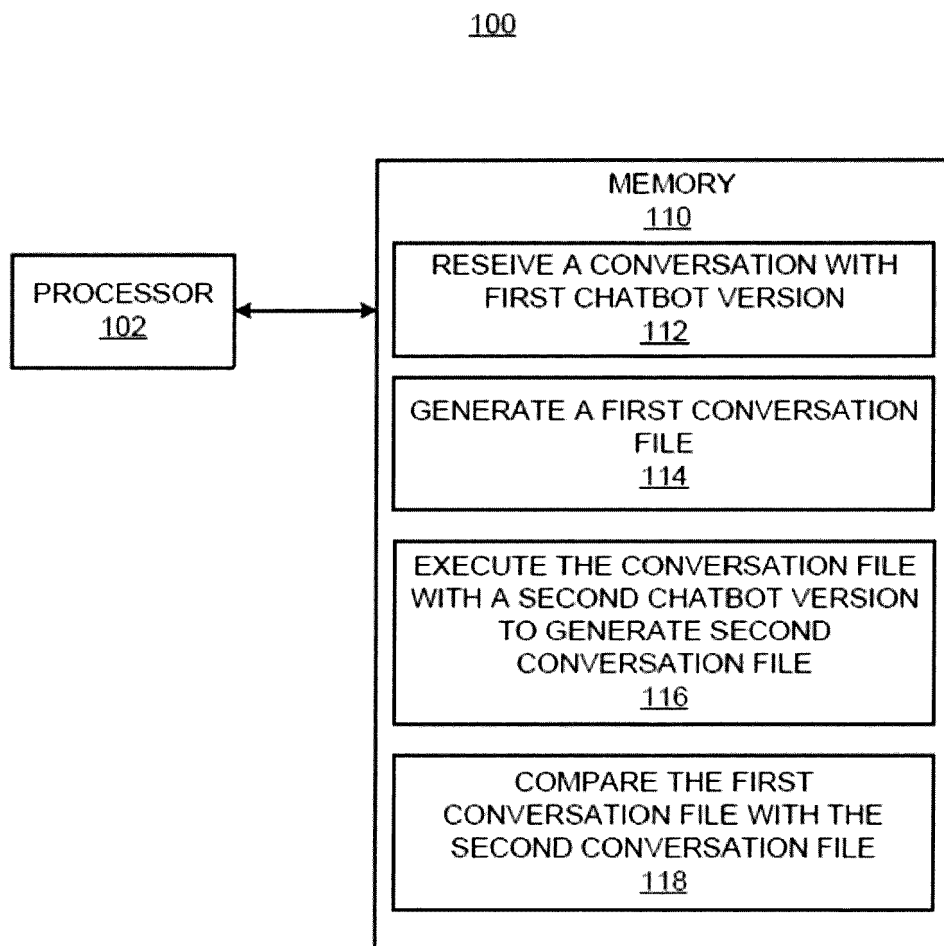 100
MEMORY
110
PROCESSOR
102
RESEIVE A CONVERSATION WITH
FIRST CHATBOT VERSION
112
GENERATE A FIRST CONVERSATION
FILE
114
EXECUTE THE CONVERSATION FILE
WITH A SECOND CHATBOT VERSION
TO GENERATE SECOND
CONVERSATION FILE
116
COMPARE THE FIRST
CONVERSATION FILE WITH THE
SECOND CONVERSATION FILE
118